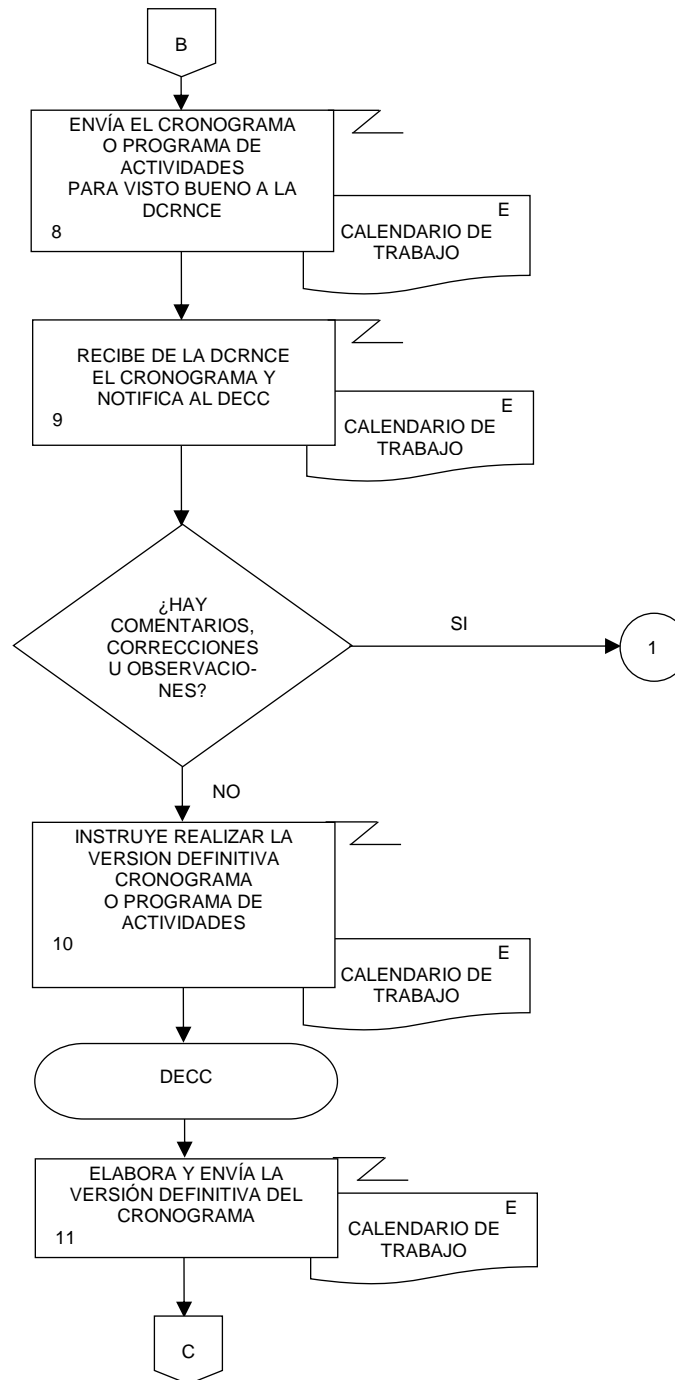 B
ENVÍA EL CRONOGRAMA
O PROGRAMA DE
ACTIVIDADES
PARA VISTO BUENO A LA
DCRNCE
8
E
CALENDARIO DE
TRABAJO
RECIBE DE LA DCRNCE
EL CRONOGRAMA Y
NOTIFICA AL DECC
9
E
CALENDARIO DE
TRABAJO
¿HAY
COMENTARIOS,
CORRECCIONES
U OBSERVACIO-
NES?
SI
1
NO
INSTRUYE REALIZAR LA
VERSION DEFINITIVA
CRONOGRAMA
O PROGRAMA DE
ACTIVIDADES
10
E
CALENDARIO DE
TRABAJO
DECC
ELABORA Y ENVÍA LA
VERSIÓN DEFINITIVA DEL
CRONOGRAMA
11
E
CALENDARIO DE
TRABAJO
C